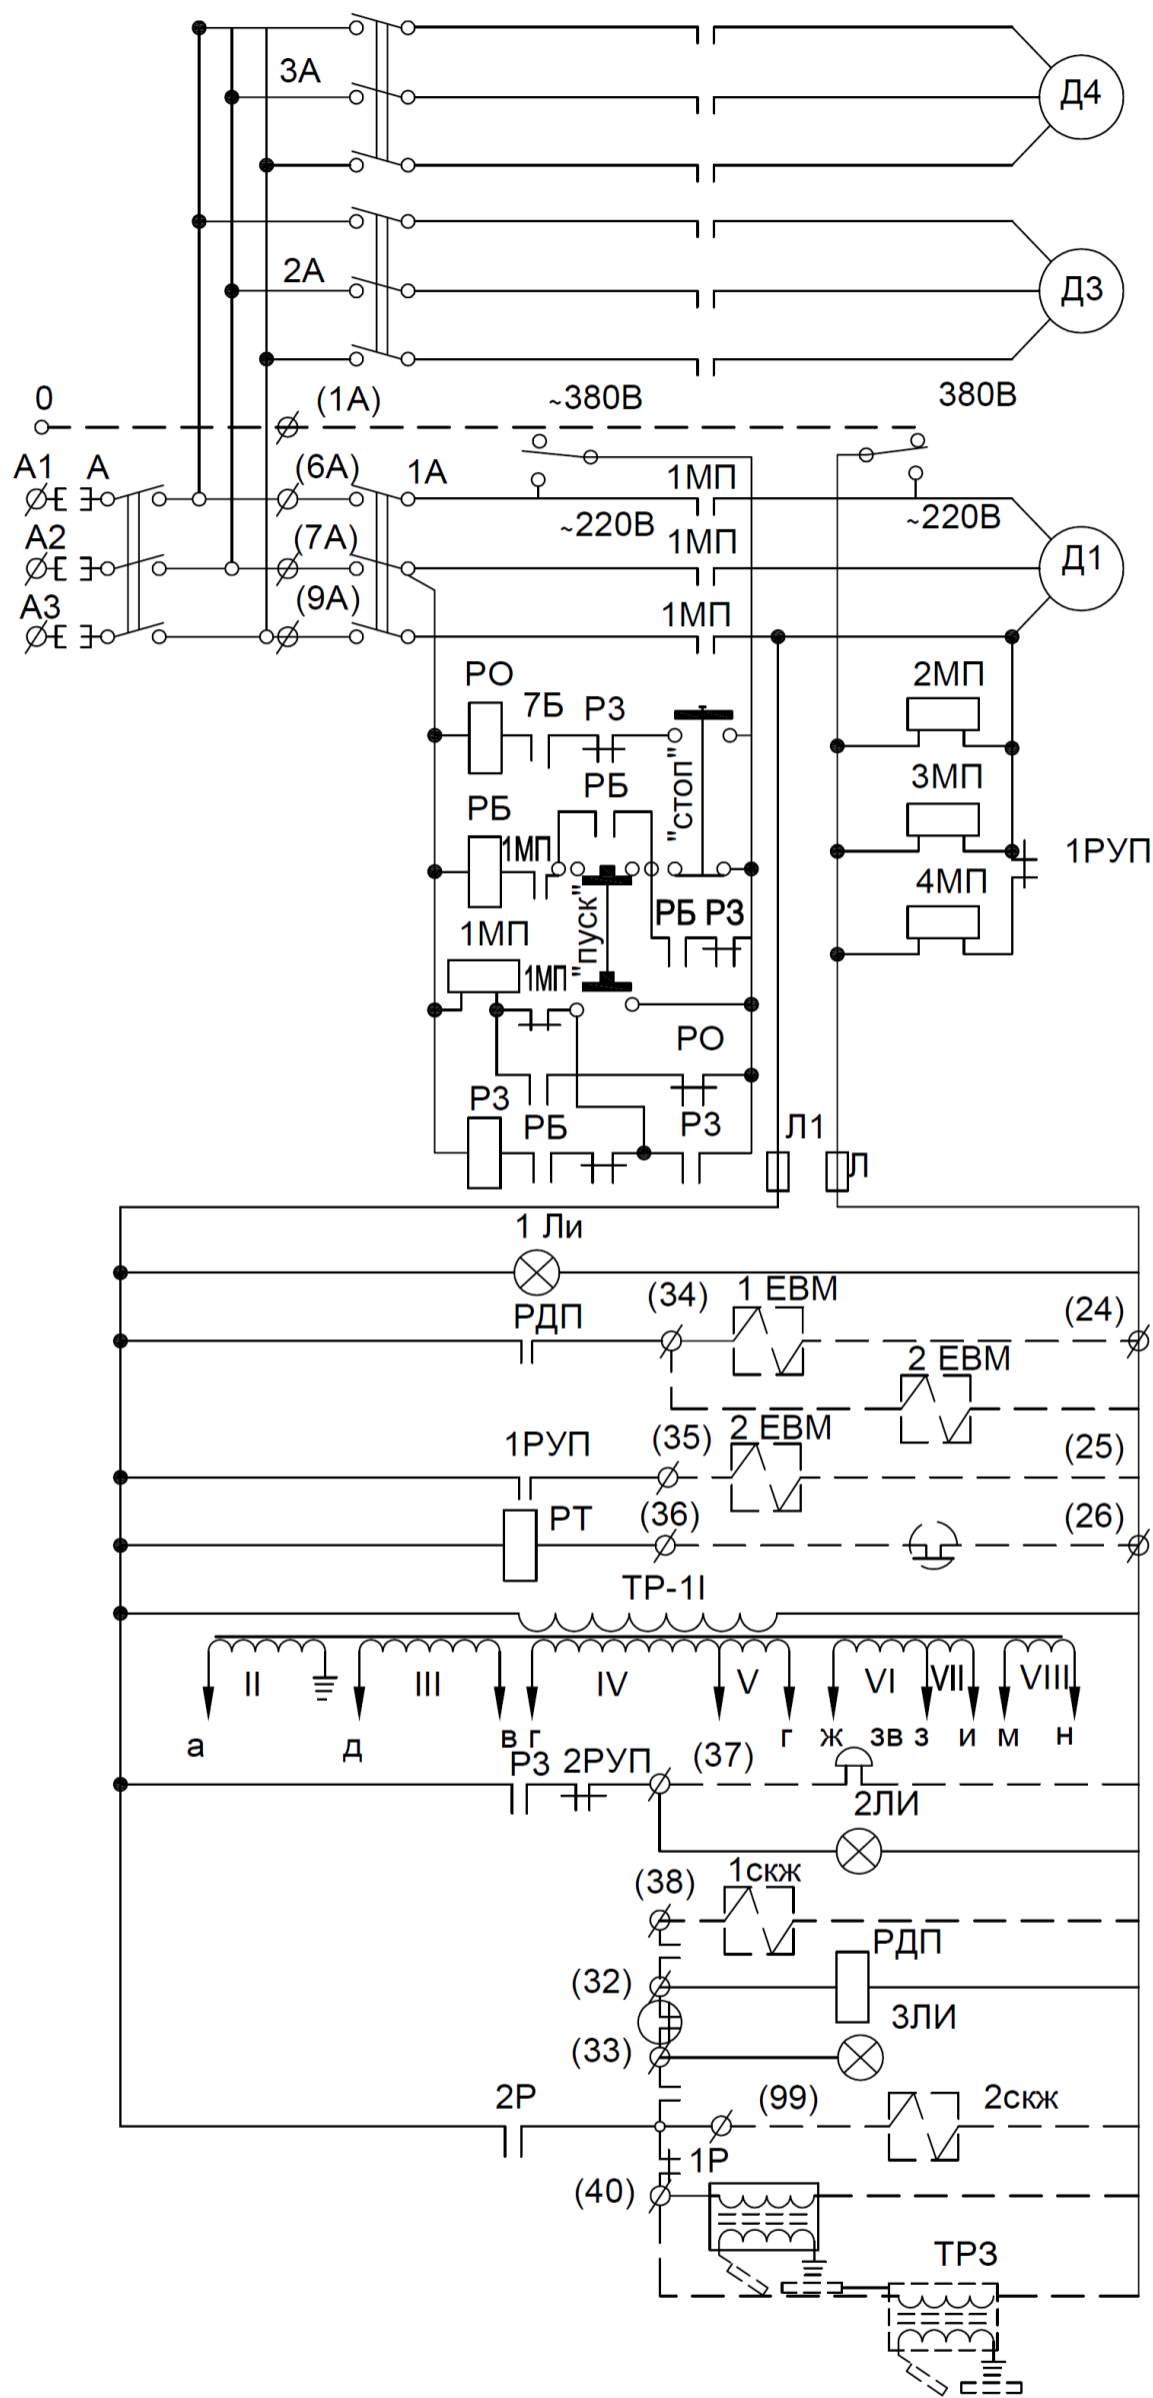 3А
Д4
2А
Д3
0
(1А)
~380В
380В
А1
А
(6А)
1А
1МП
~220В
~220В
А2
(7А)
1МП
Д1
А3
(9А)
1МП
РО
7Б
РЗ
"стоп"
2МП
РБ
3МП
РБ
1МП
1РУП
4МП
"пуск"
РБ
РЗ
1МП
1МП
РО
РЗ
РБ
РЗ
Л1
Л
1 Ли
РДП
(34)
1 ЕВМ
(24)
2 ЕВМ
1РУП
(35)
2 ЕВМ
(25)
РТ
(36)
(26)
ТР-1I
II
III
IV
V
VI
VII
VIII
а
д
в
г
г
ж
зв
з
и
м
н
РЗ
2РУП
(37)
2ЛИ
(38)
1скж
РДП
(32)
3ЛИ
(33)
2Р
(99)
2скж
1Р
(40)
ТРЗ